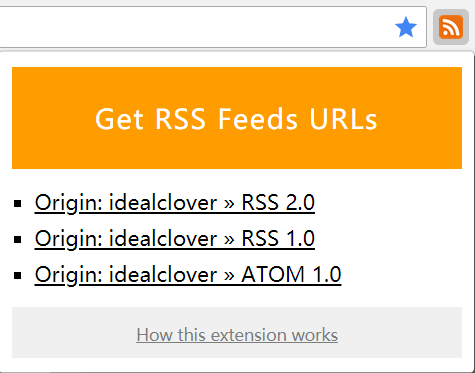 Get RSS Feeds URLs
Origin: idealclover » RSS 2.0
Origin: idealclover » RSS 1.0
Origin: idealclover » ATOM 1.0
How this extension works